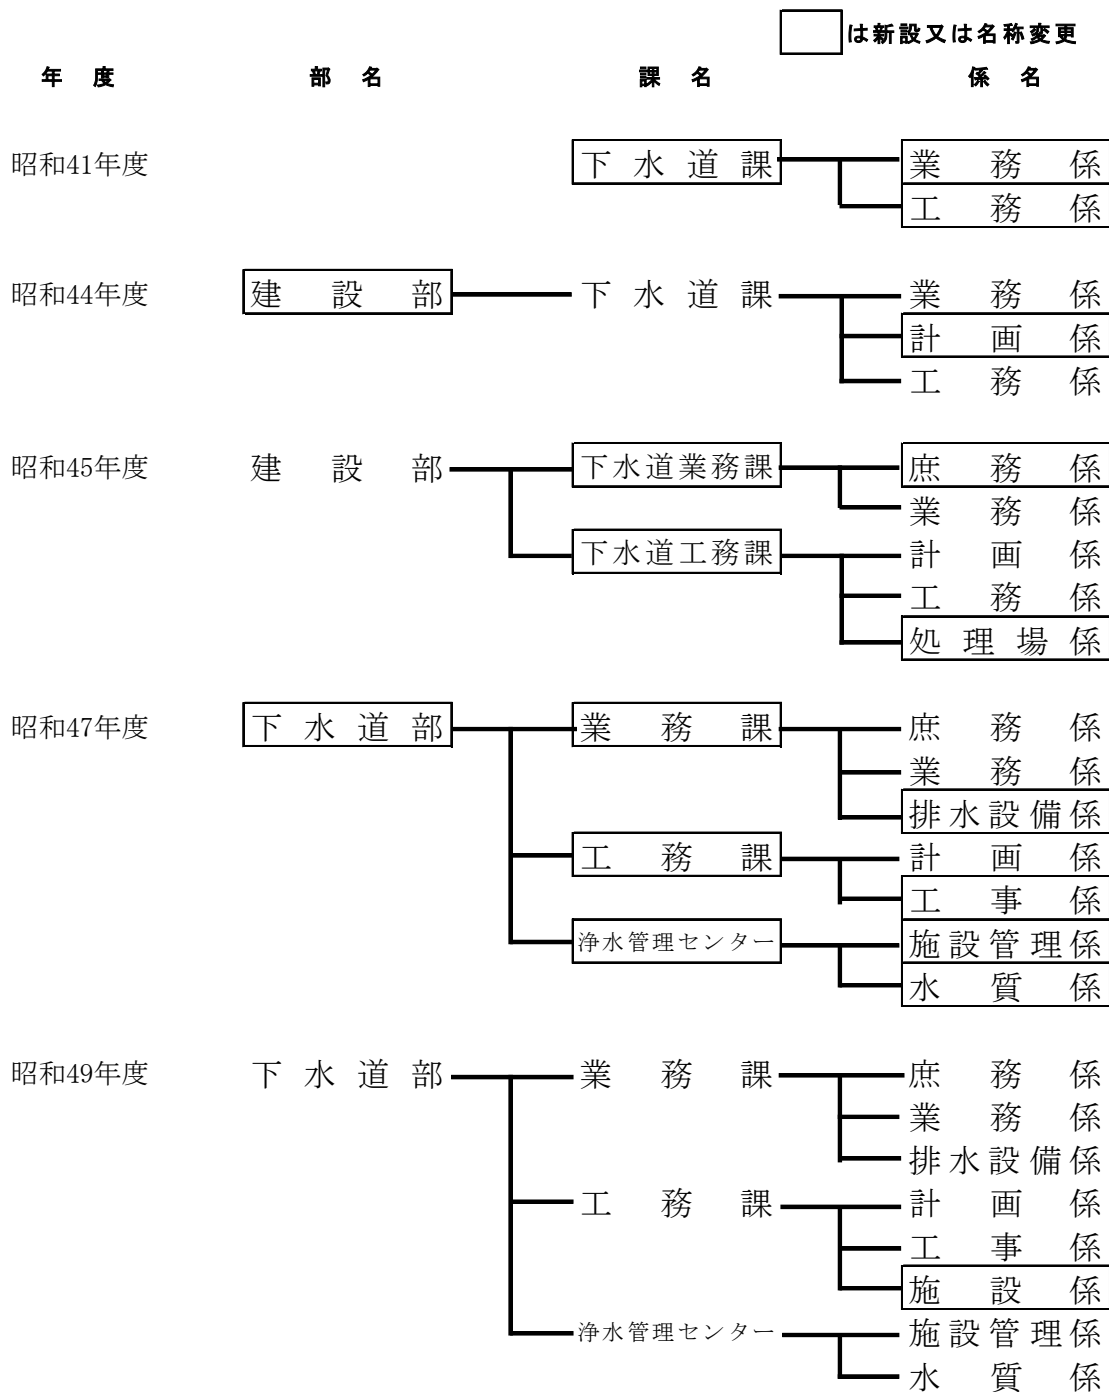 は新設又は名称変更
年 度 部 名 課 名 係 名
昭和41年度 下水道課 業務係
工務係
昭和44年度 建設部 下水道課 業務係
計画係
工務係
昭和45年度 建設部 下水道業務課 庶務係
業務係
下水道工務課 計画係
工務係
処理場係
昭和47年度 下水道部 業務課 庶務係
業務係
排水設備係
工務課 計画係
工事係
浄水管理センター 施設管理係
水質係
昭和49年度 下水道部 業務課 庶務係
業務係
排水設備係
工務課 計画係
工事係
施設係
浄水管理センター 施設管理係
水質係